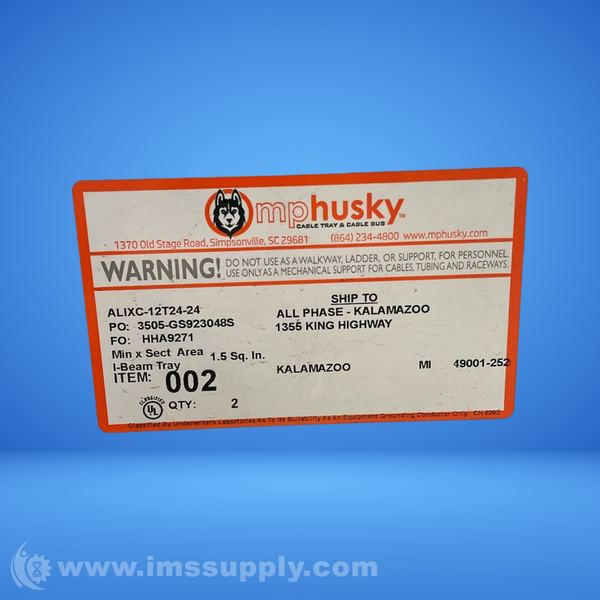 mphusky™
CABLE TRAY & CABLE BUS
1370 Old Stage Road, Simpsonville, SC 29681 (864) 234-4800 www.mphusky.com
WARNING! DO NOT USE AS A WALKWAY, LADDER, OR SUPPORT, FOR PERSONNEL.
USE ONLY AS A MECHANICAL SUPPORT FOR CABLES, TUBING AND RACEWAYS.
SHIP TO
ALIXC-12T24-24 ALL PHASE - KALAMAZOO
PO: 3505-GS923048S 1355 KING HIGHWAY
FO: HHA9271
Min x Sect Area 1.5 Sq. In.
I-Beam Tray KALAMAZOO MI 49001-252
ITEM: 002
CLASSIFIED
UL
QTY: 2
Classified By Underwriters Labortories As To Its Suitability As An Equipment Grounding Conductor Only
www.imssupply.com